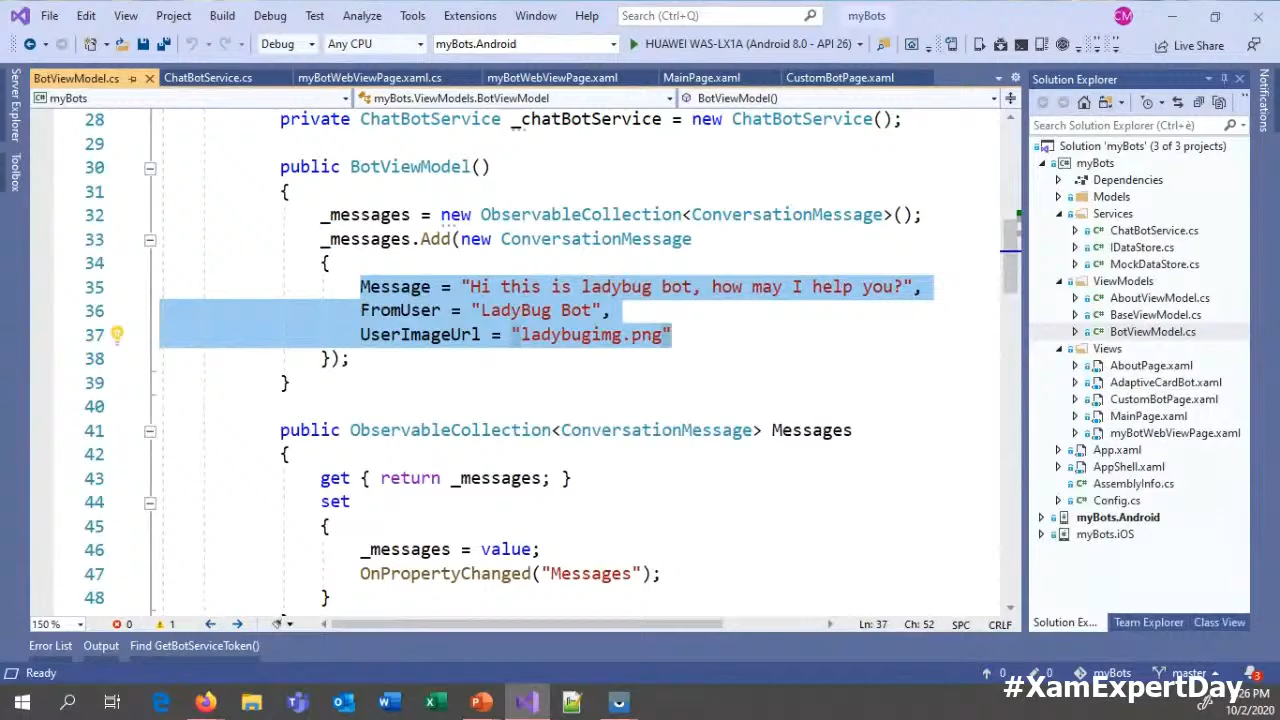 File Edit View Project Build Debug Test Analyze Tools Extensions Window Help Search (Ctrl+Q) myBots CM
Debug Any CPU myBots.Android HUAWEI WAS-LX1A (Android 8.0 - API 26) Live Share
Server Explorer
Toolbox
Notifications
BotViewModel.cs ChatBotService.cs myBotWebViewPage.xaml.cs myBotWebViewPage.xaml MainPage.xaml CustomBotPage.xaml
myBots myBots.ViewModels.BotViewModel BotViewModel()
28 private ChatBotService _chatBotService = new ChatBotService();
29
30 public BotViewModel()
31 {
32 _messages = new ObservableCollection<ConversationMessage>();
33 _messages.Add(new ConversationMessage
34 {
35 Message = "Hi this is ladybug bot, how may I help you?",
36 FromUser = "LadyBug Bot",
37 UserImageUrl = "ladybugimg.png"
38 });
39 }
40
41 public ObservableCollection<ConversationMessage> Messages
42 {
43 get { return _messages; }
44 set
45 {
46 _messages = value;
47 OnPropertyChanged("Messages");
48 }
150 % 0 1 Ln: 37 Ch: 52 SPC CRLF
Solution Explorer
Search Solution Explorer (Ctrl+è)
Solution 'myBots' (3 of 3 projects)
myBots
Dependencies
Models
Services
ChatBotService.cs
IDataStore.cs
MockDataStore.cs
ViewModels
AboutViewModel.cs
BaseViewModel.cs
BotViewModel.cs
Views
AboutPage.xaml
AdaptiveCardBot.xaml
CustomBotPage.xaml
MainPage.xaml
myBotWebViewPage.xaml
App.xaml
AppShell.xaml
AssemblyInfo.cs
Config.cs
myBots.Android
myBots.iOS
Solution Ex... Team Explorer Class View
Error List Output Find GetBotServiceToken()
Ready 0 0 myBots master 3
#XamExpertDay
26 PM
10/2/2020